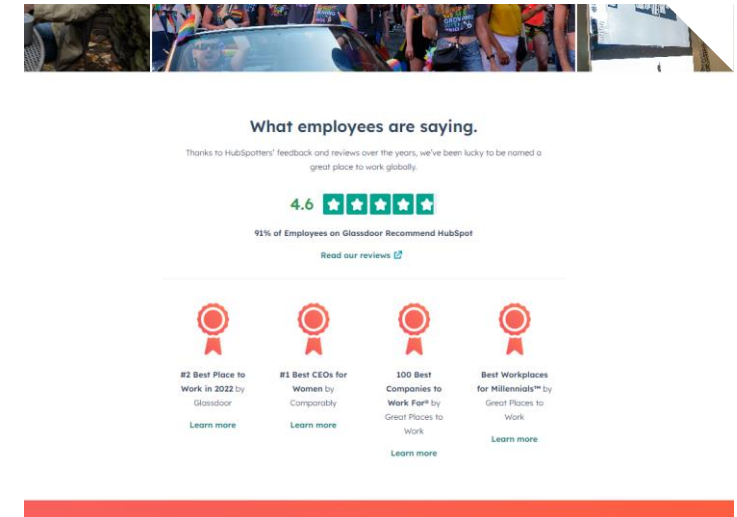 What employees are saying.
Thanks to HubSpotters' feedback and reviews over the years, we've been lucky to be named a
great place to work globally.
4.6
91% of Employees on Glassdoor Recommend HubSpot
Read our reviews
#2 Best Place to
Work in 2022 by
Glassdoor
Learn more
#1 Best CEOs for
Women by
Comparably
Learn more
100 Best
Companies to
Work For® by
Great Places to
Work
Learn more
Best Workplaces
for Millennials™ by
Great Places to
Work
Learn more